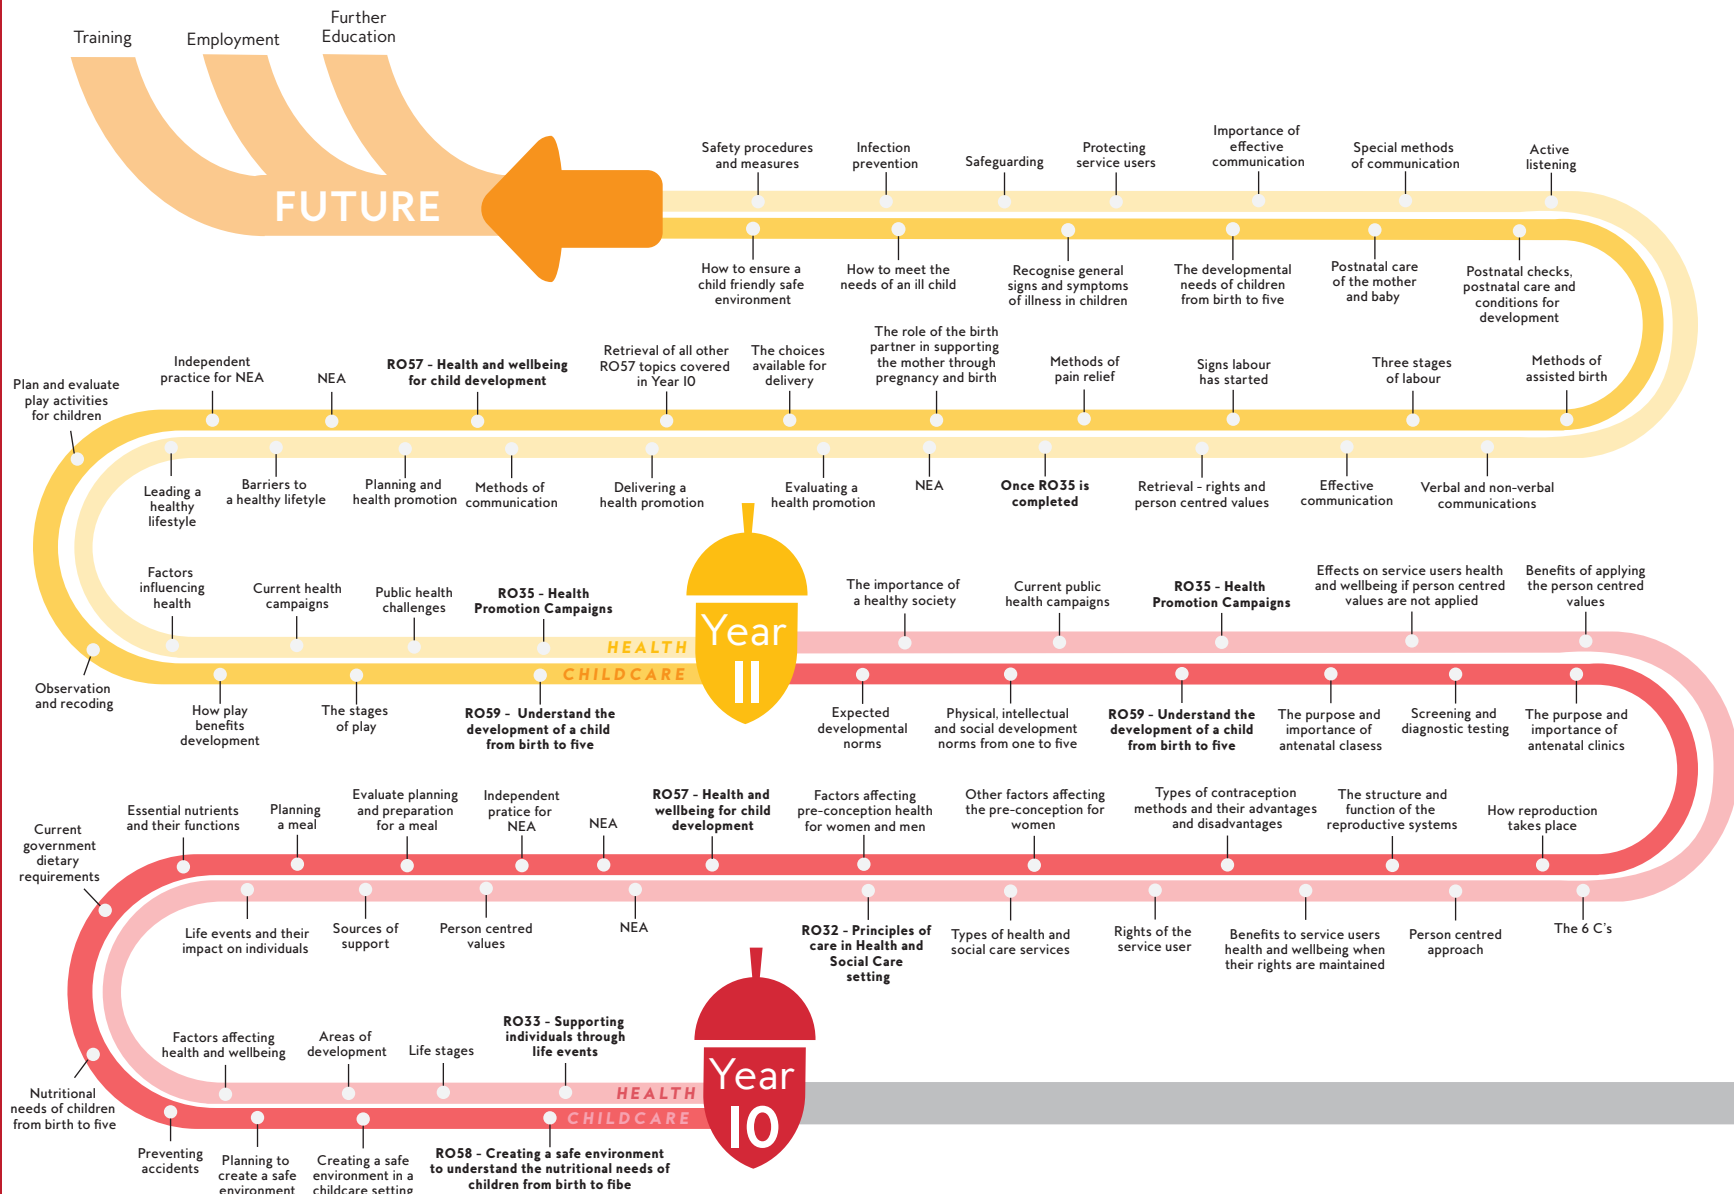 Training
Employment
Further
Education
FUTURE
Safety procedures
and measures
Infection
prevention
Safeguarding
Protecting
service users
Importance of
effective
communication
Special methods
of communication
Active
listening
How to ensure a
child friendly safe
environment
How to meet the
needs of an ill child
Recognise general
signs and symptoms
of illness in children
The developmental
needs of children
from birth to five
Postnatal care
of the mother
and baby
Postnatal checks,
postnatal care and
conditions for
development
Plan and evaluate
play activities
for children
Independent
practice for NEA
NEA
RO57 - Health and wellbeing
for child development
Retrieval of all other
RO57 topics covered
in Year 10
The choices
available for
delivery
The role of the birth
partner in supporting
the mother through
pregnancy and birth
Methods of
pain relief
Signs labour
has started
Three stages
of labour
Methods of
assisted birth
Leading a
healthy
lifestyle
Barriers to
a healthy lifetyle
Planning and
health promotion
Methods of
communication
Delivering a
health promotion
Evaluating a
health promotion
NEA
Once RO35 is
completed
Retrieval - rights and
person centred values
Effective
communication
Verbal and non-verbal
communications
Factors
influencing
health
Current health
campaigns
Public health
challenges
RO35 - Health
Promotion Campaigns
HEALTH
CHILDCARE
Year
11
The importance of
a healthy society
Current public
health campaigns
RO35 - Health
Promotion Campaigns
Effects on service users health
and wellbeing if person centred
values are not applied
Benefits of applying
the person centred
values
Observation
and recoding
How play
benefits
development
The stages
of play
RO59 - Understand the
development of a child
from birth to five
Expected
developmental
norms
Physical, intellectual
and social development
norms from one to five
RO59 - Understand the
development of a child
from birth to five
The purpose and
importance of
antenatal clasess
Screening and
diagnostic testing
The purpose and
importance of
antenatal clinics
Current
government
dietary
requirements
Essential nutrients
and their functions
Planning
a meal
Evaluate planning
and preparation
for a meal
Independent
pratice for
NEA
NEA
RO57 - Health and
wellbeing for child
development
Factors affecting
pre-conception health
for women and men
Other factors affecting
the pre-conception for
women
Types of contraception
methods and their advantages
and disadvantages
The structure and
function of the
reproductive systems
How reproduction
takes place
Life events and their
impact on individuals
Sources of
support
Person centred
values
NEA
RO32 - Principles of
care in Health and
Social Care
setting
Types of health and
social care services
Rights of the
service user
Benefits to service users
health and wellbeing when
their rights are maintained
Person centred
approach
The 6 C's
Factors affecting
health and wellbeing
Areas of
development
Life stages
RO33 - Supporting
individuals through
life events
HEALTH
CHILDCARE
Year
10
Nutritional
needs of children
from birth to five
Preventing
accidents
Planning to
create a safe
environment
Creating a safe
environment in a
childcare setting
RO58 - Creating a safe environment
to understand the nutritional needs of
children from birth to fibe